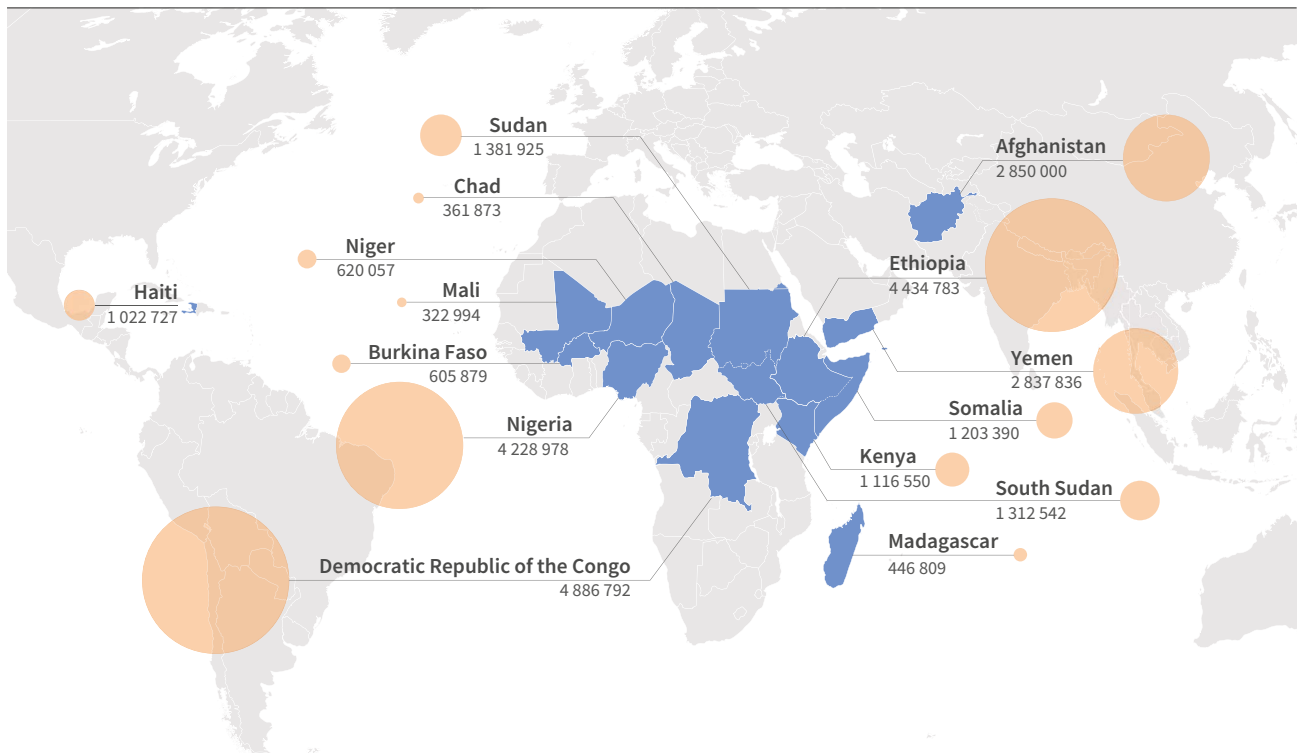 Sudan
1 381 925
Chad
361 873
Niger
620 057
Haiti
1 022 727
Mali
322 994
Burkina Faso
605 879
Nigeria
4 228 978
Democratic Republic of the Congo
4 886 792
Afghanistan
2 850 000
Ethiopia
4 434 783
Yemen
2 837 836
Somalia
1 203 390
Kenya
1 116 550
South Sudan
1 312 542
Madagascar
446 809